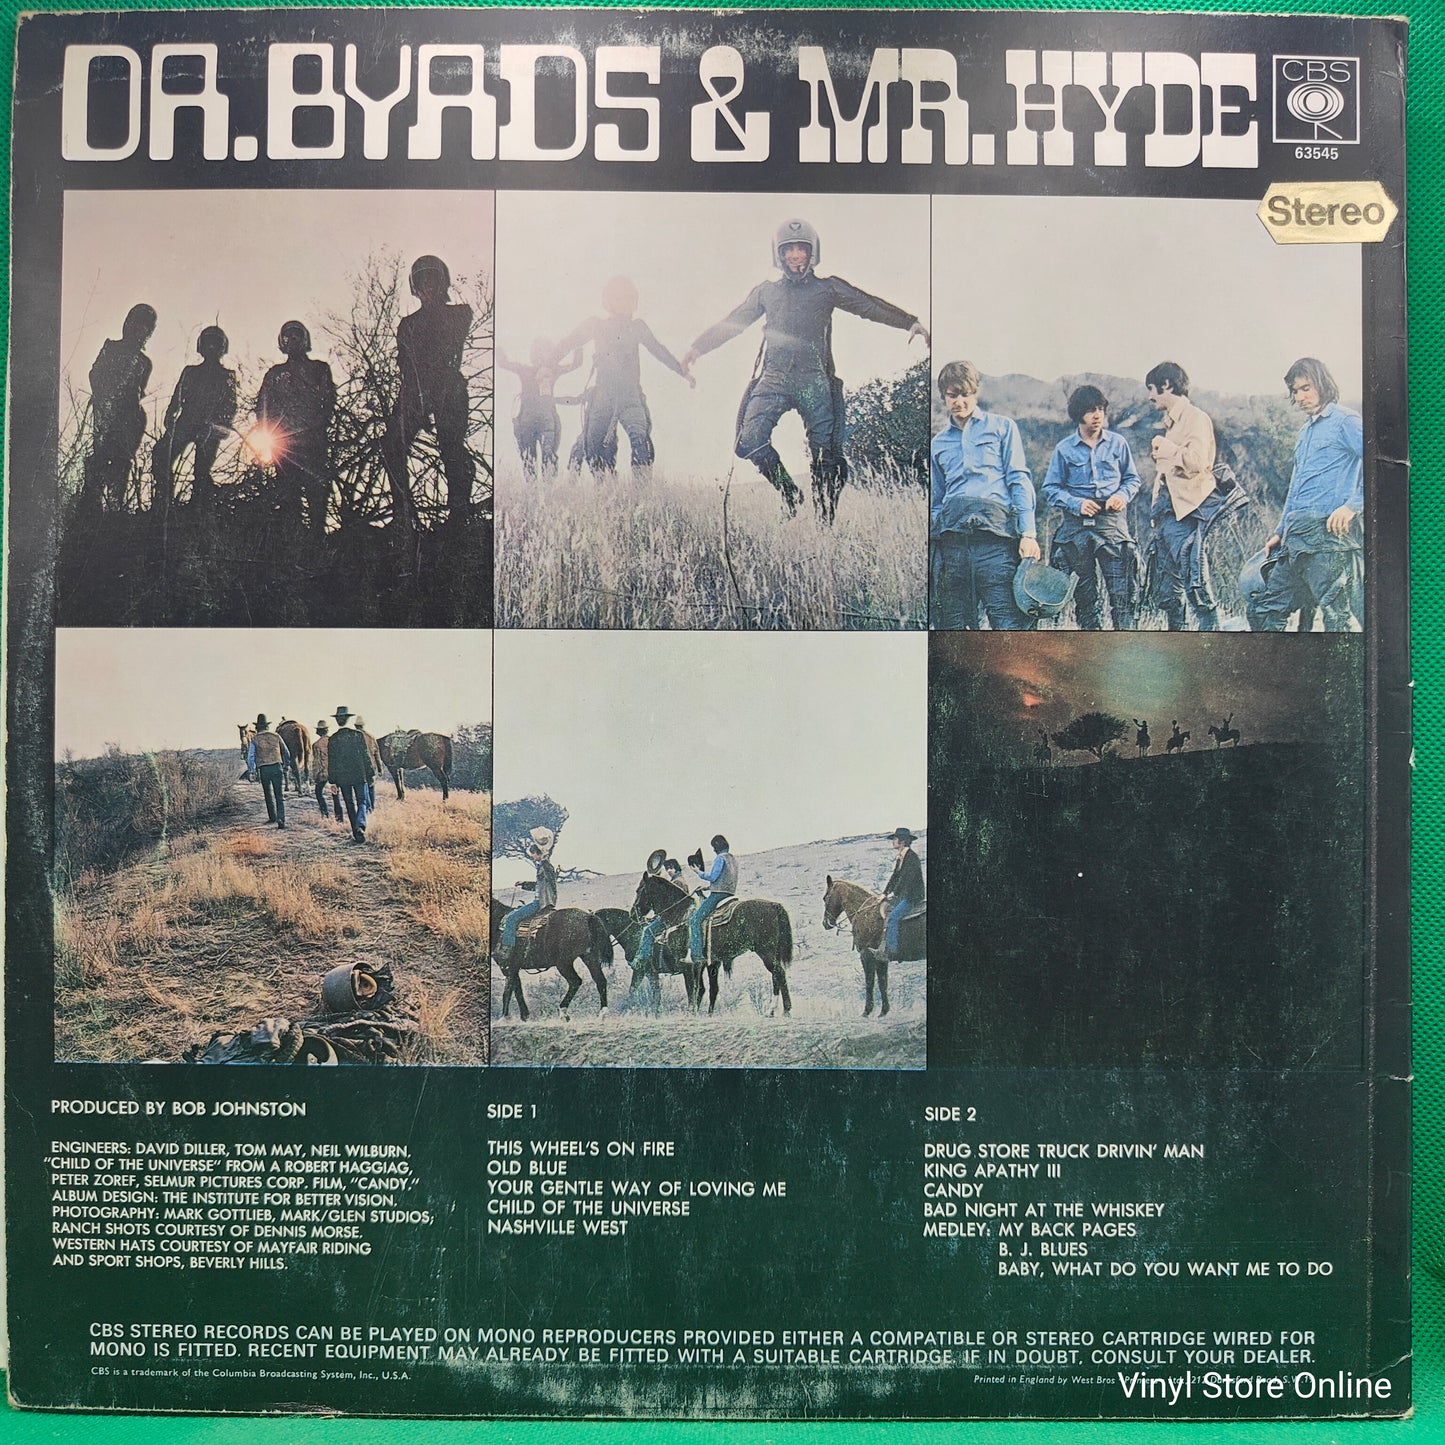 DR. BYRDS & MR. HYDE
CBS
63545
Stereo
PRODUCED BY BOB JOHNSTON
ENGINEERS: DAVID DILLER, TOM MAY, NEIL WILBURN.
"CHILD OF THE UNIVERSE" FROM A ROBERT HAGGIAG,
PETER ZOREF, SELMUR PICTURES CORP. FILM, "CANDY."
ALBUM DESIGN: THE INSTITUTE FOR BETTER VISION.
PHOTOGRAPHY: MARK GOTTLIEB, MARK/GLEN STUDIOS;
RANCH SHOTS COURTESY OF DENNIS MORSE.
WESTERN HATS COURTESY OF MAYFAIR RIDING
AND SPORT SHOPS, BEVERLY HILLS.
SIDE 1
THIS WHEEL'S ON FIRE
OLD BLUE
YOUR GENTLE WAY OF LOVING ME
CHILD OF THE UNIVERSE
NASHVILLE WEST
SIDE 2
DRUG STORE TRUCK DRIVIN' MAN
KING APATHY III
CANDY
BAD NIGHT AT THE WHISKEY
MEDLEY: MY BACK PAGES
B. J. BLUES
BABY, WHAT DO YOU WANT ME TO DO
CBS STEREO RECORDS CAN BE PLAYED ON MONO REPRODUCERS PROVIDED EITHER A COMPATIBLE OR STEREO CARTRIDGE WIRED FOR
MONO IS FITTED. RECENT EQUIPMENT MAY ALREADY BE FITTED WITH A SUITABLE CARTRIDGE. IF IN DOUBT, CONSULT YOUR DEALER.
CBS is a trademark of the Columbia Broadcasting System, Inc., U.S.A.
Printed in England by West Bros
Vinyl Store Online